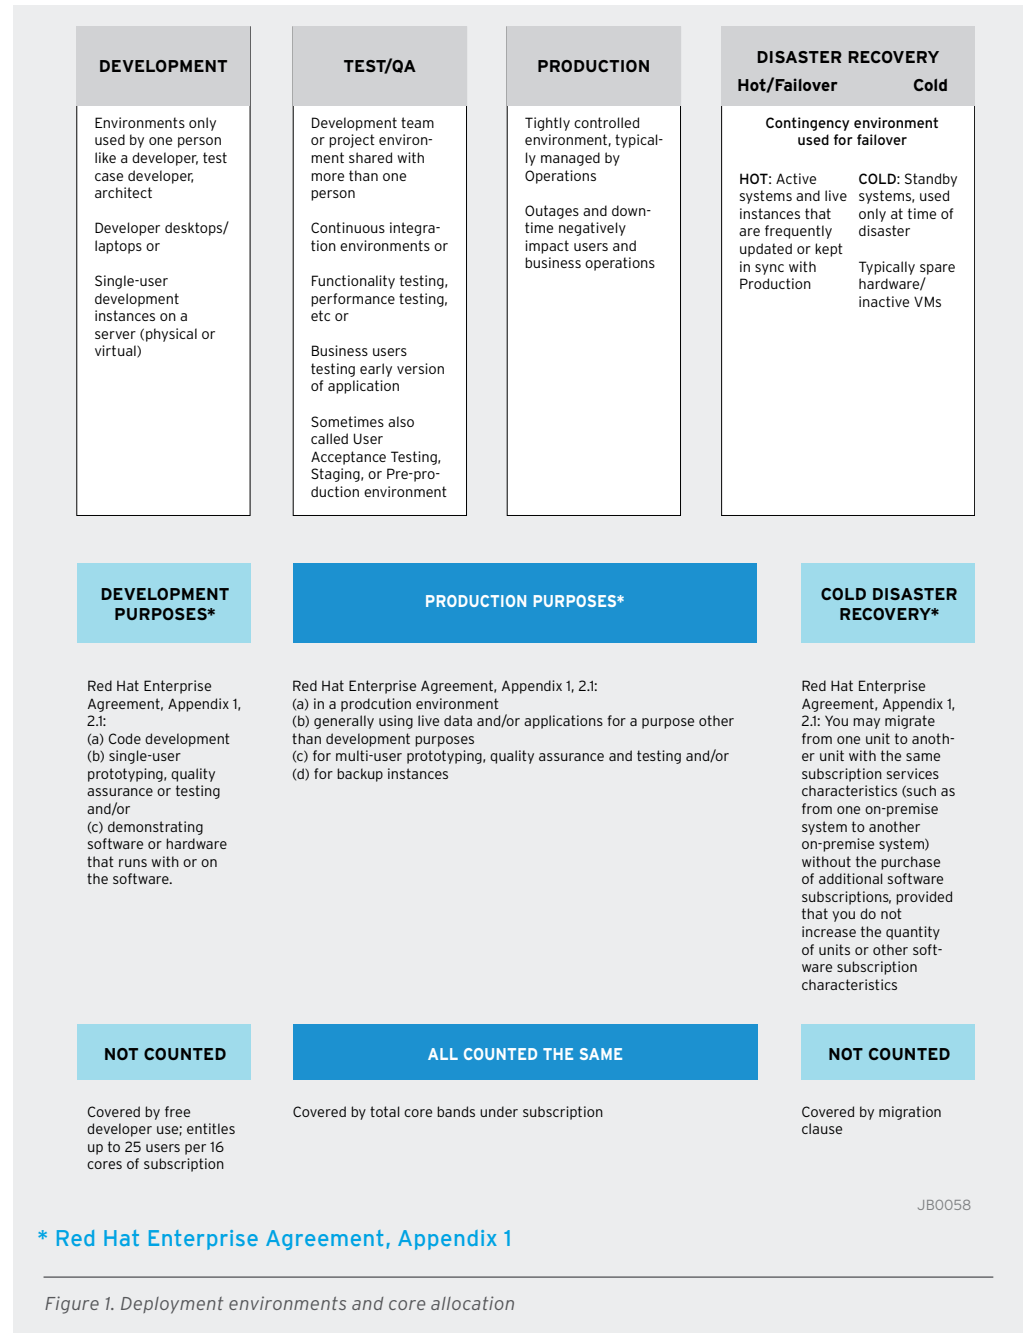 DEVELOPMENT
Environments only
used by one person
like a developer, test
case developer,
architect
Developer desktops/
laptops or
Single-user
development
instances on a
server (physical or
virtual)
TEST/QA
Development team
or project environ-
ment shared with
more than one
person
Continuous integra-
tion environments or
Functionality testing,
performance testing,
etc or
Business users
testing early version
of application
Sometimes also
called User
Acceptance Testing,
Staging, or Pre-pro-
duction environment
PRODUCTION
Tightly controlled
environment, typical-
ly managed by
Operations
Outages and down-
time negatively
impact users and
business operations
DISASTER RECOVERY
Hot/Failover Cold
Contingency environment
used for failover
HOT: Active
systems and live
instances that
are frequently
updated or kept
in sync with
Production
COLD: Standby
systems, used
only at time of
disaster
Typically spare
hardware/
inactive VMs
DEVELOPMENT
PURPOSES*
Red Hat Enterprise
Agreement, Appendix 1,
2.1:
(a) Code development
(b) single-user
prototyping, quality
assurance or testing
and/or
(c) demonstrating
software or hardware
that runs with or on
the software.
PRODUCTION PURPOSES*
Red Hat Enterprise Agreement, Appendix 1, 2.1:
(a) in a prodcution environment
(b) generally using live data and/or applications for a purpose other
than development purposes
(c) for multi-user prototyping, quality assurance and testing and/or
(d) for backup instances
COLD DISASTER
RECOVERY*
Red Hat Enterprise
Agreement, Appendix 1,
2.1: You may migrate
from one unit to anoth-
er unit with the same
subscription services
characteristics (such as
from one on-premise
system to another
on-premise system)
without the purchase
of additional software
subscriptions, provided
that you do not
increase the quantity
of units or other soft-
ware subscription
characteristics
NOT COUNTED
Covered by free
developer use; entitles
up to 25 users per 16
cores of subscription
ALL COUNTED THE SAME
Covered by total core bands under subscription
NOT COUNTED
Covered by migration
clause
JB0058
* Red Hat Enterprise Agreement, Appendix 1
Figure 1. Deployment environments and core allocation